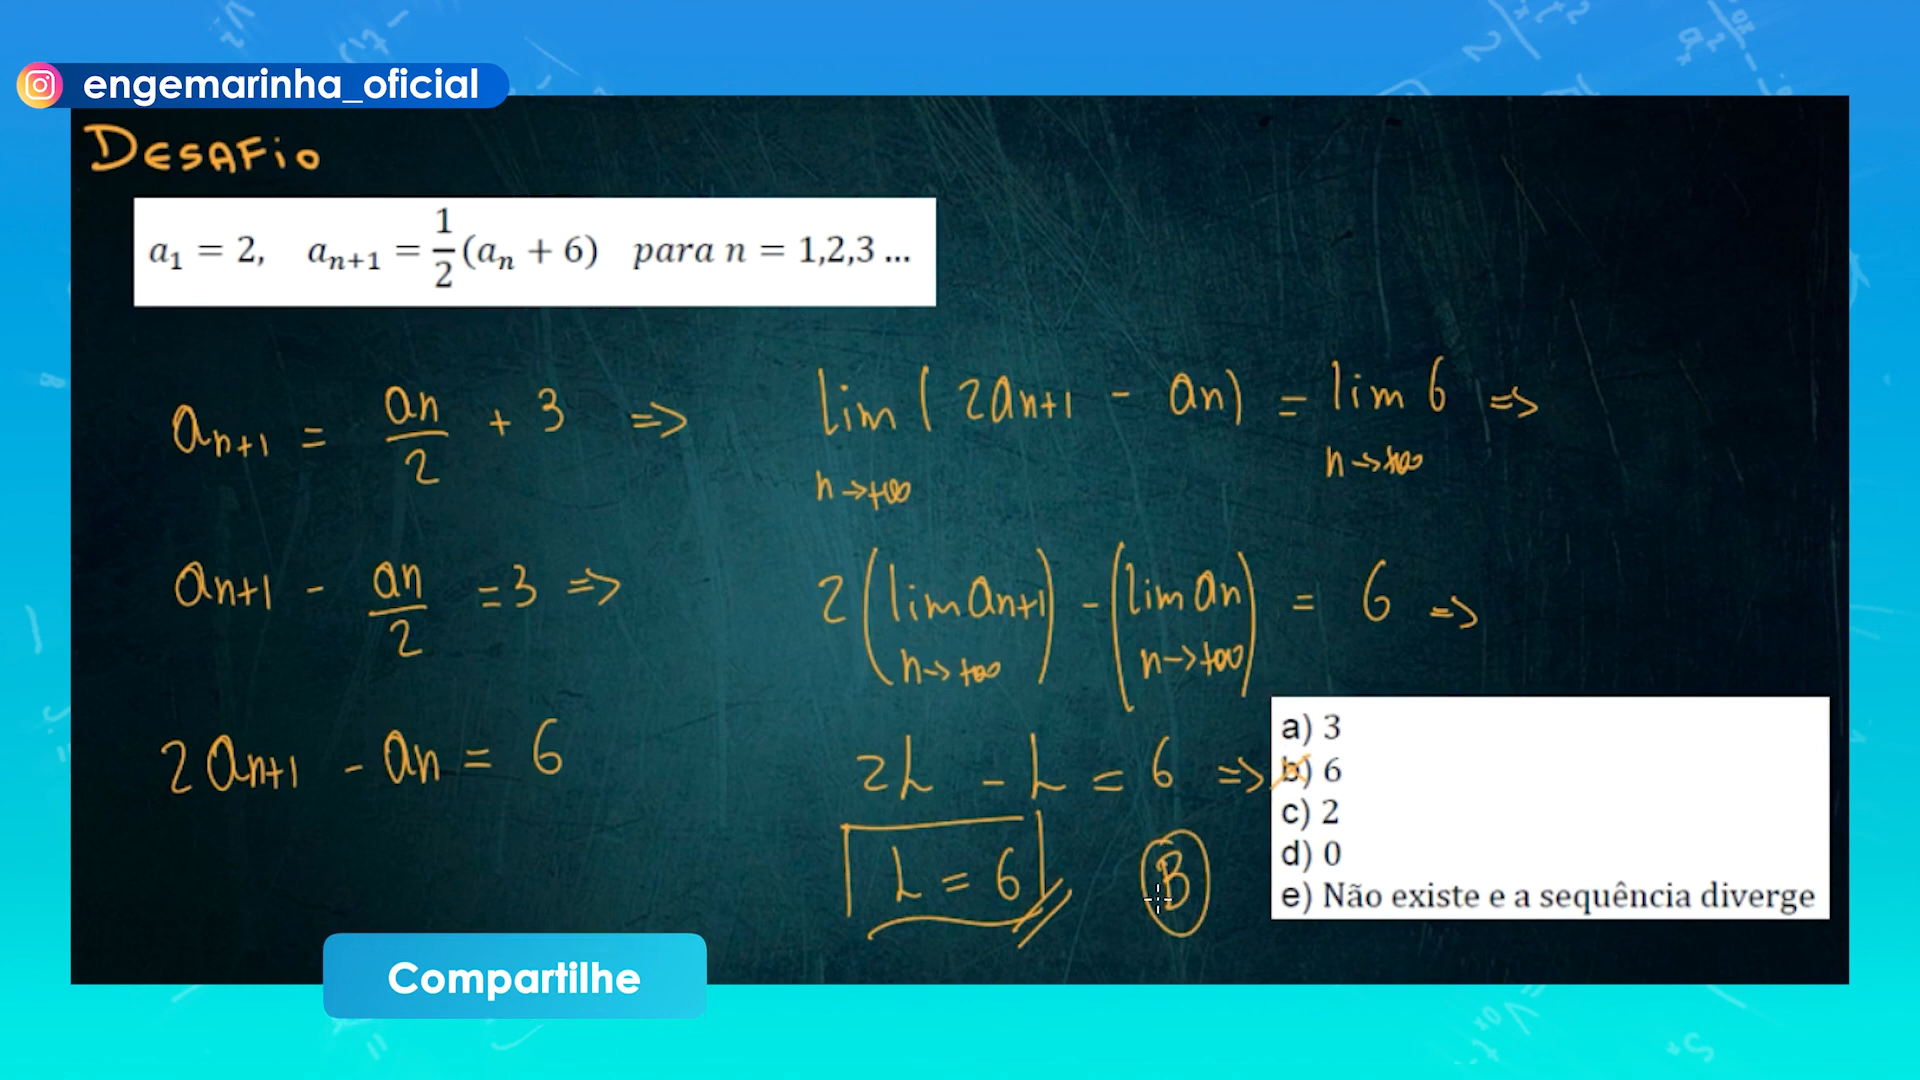 engemarinha_oficial
DESAFIO
a₁ = 2, aₙ₊₁ = 1/2 (aₙ + 6) para n = 1,2,3 ...
an+1 = an/2 + 3 =>
an+1 - an/2 = 3 =>
2an+1 - an = 6
lim (2an+1 - an) = lim 6 =>
n→+∞ n→+∞
2(lim an+1) - (lim an) = 6 =>
n→+∞ n→+∞
2L - L = 6 =>
L = 6 B
a) 3
b) 6
c) 2
d) 0
e) Não existe e a sequência diverge
Compartilhe